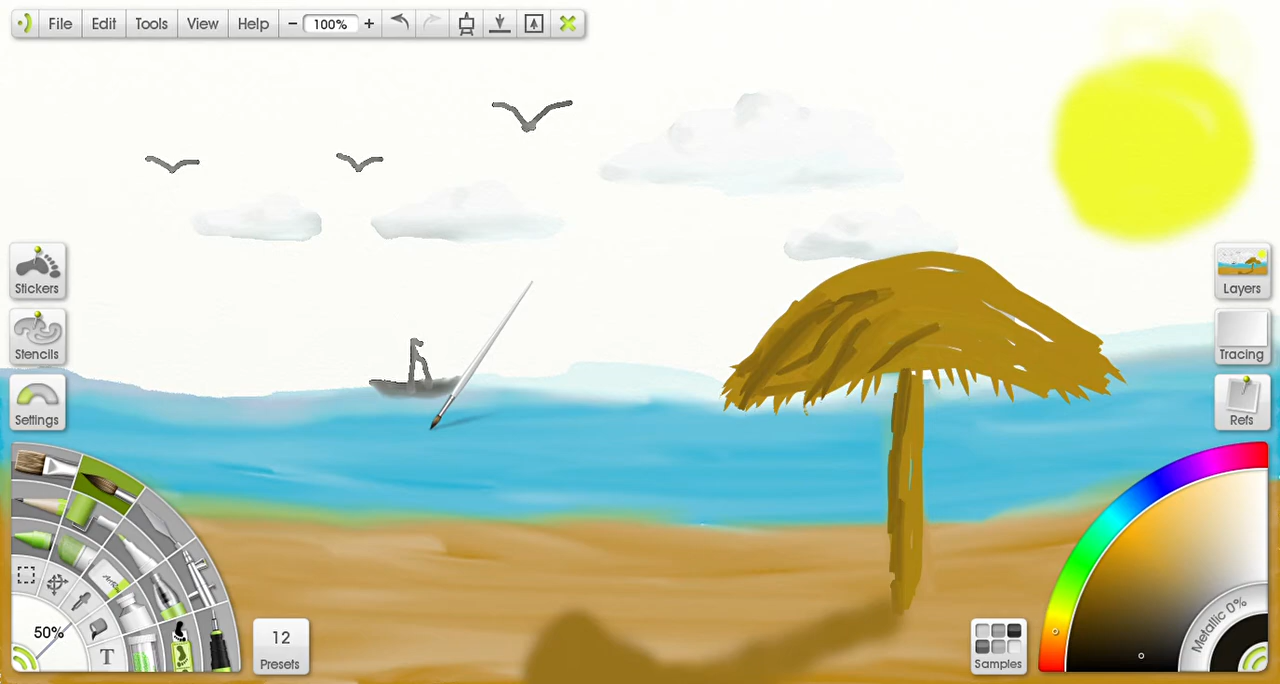 File Edit Tools View Help − 100% +
Stickers
Stencils
Settings
50%
T
12
Presets
Layers
Tracing
Refs
Metallic 0%
Samples